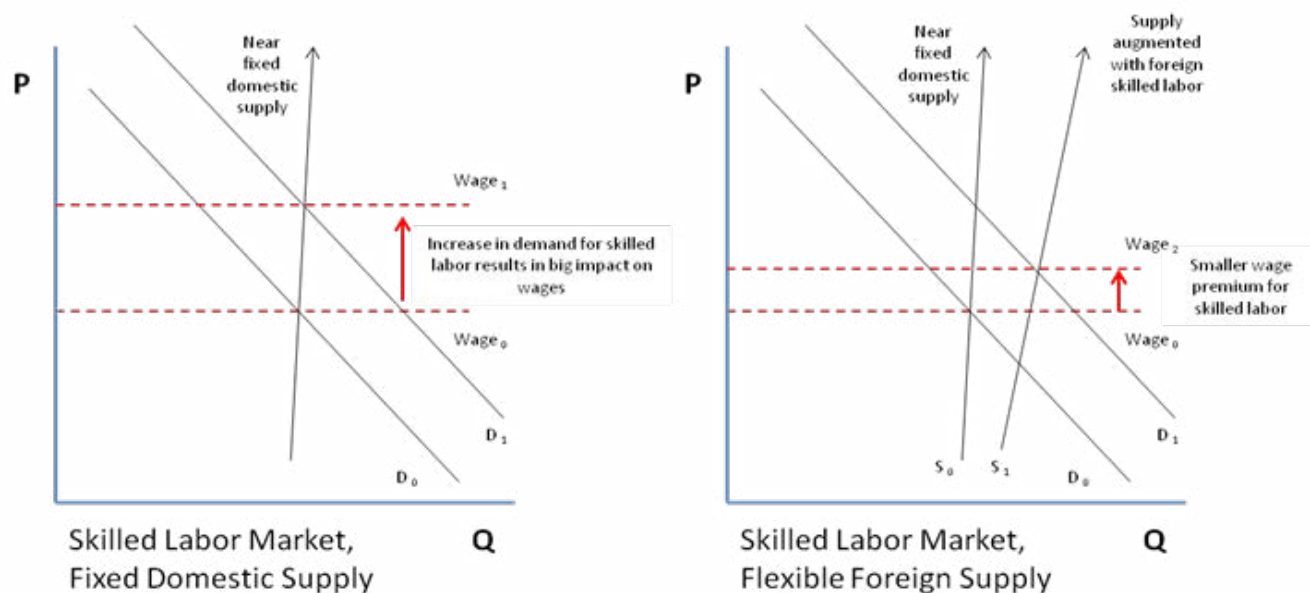 P
Near
fixed
domestic
supply
Wage 1
Increase in demand for skilled
labor results in big impact on
wages
Wage 0
D 1
D 0
Skilled Labor Market,
Fixed Domestic Supply
Q
P
Near
fixed
domestic
supply
Supply
augmented
with foreign
skilled labor
Wage 2
Smaller wage
premium for
skilled labor
Wage 0
D 1
S 0
S 1
D 0
Skilled Labor Market,
Flexible Foreign Supply
Q